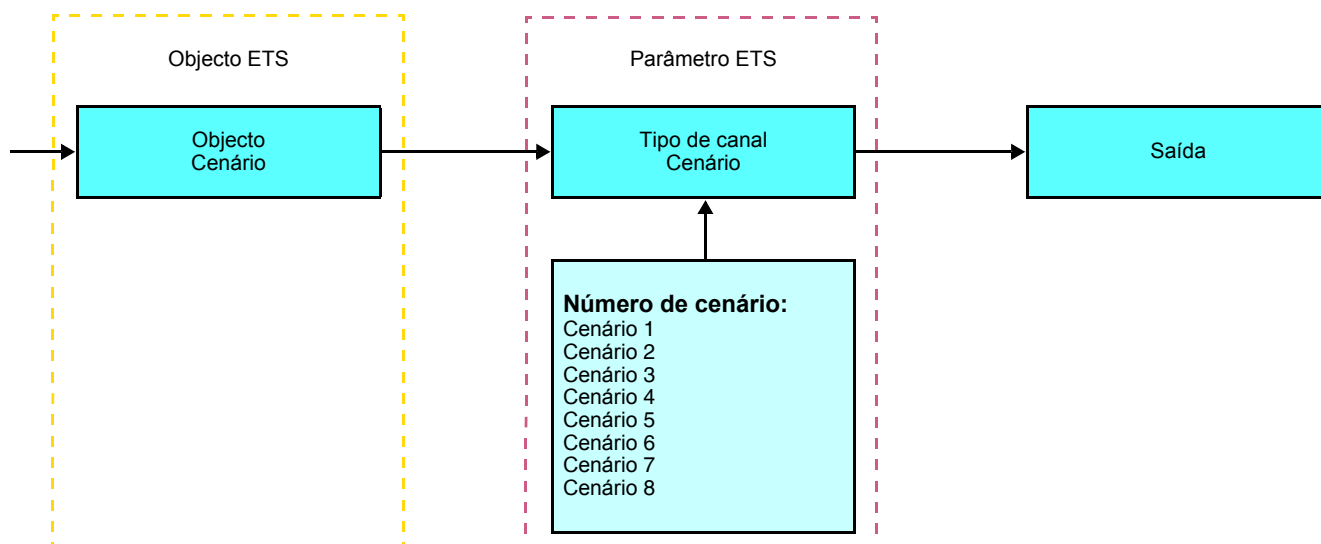 Objecto ETS
Parâmetro ETS
Objecto
Cenário
Tipo de canal
Cenário
Saída
Número de cenário:
Cenário 1
Cenário 2
Cenário 3
Cenário 4
Cenário 5
Cenário 6
Cenário 7
Cenário 8